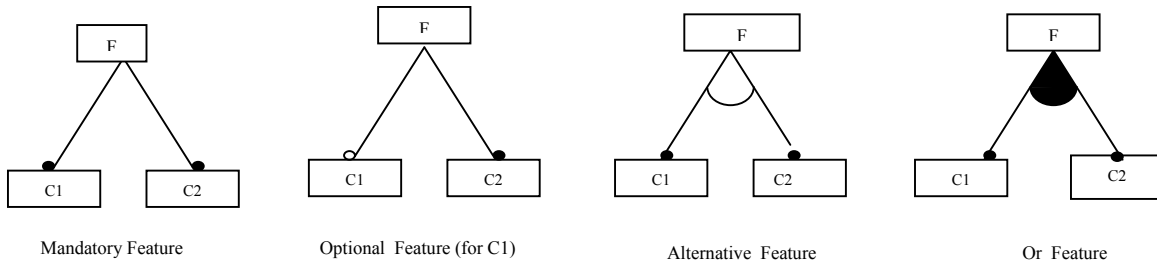 F
F
F
F
C1
C2
C1
C2
C1
C2
C1
C2
Mandatory Feature
Optional Feature (for C1)
Alternative Feature
Or Feature